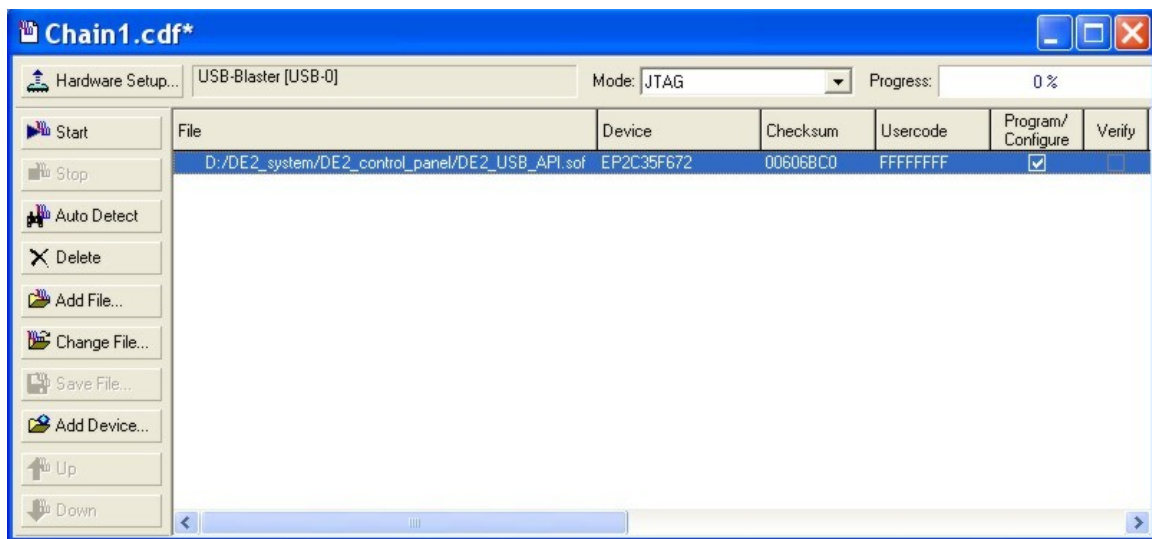 Chain1.cdf*
Hardware Setup... USB-Blaster [USB-0] Mode: JTAG Progress: 0 %
Start
Stop
Auto Detect
Delete
Add File...
Change File...
Save File...
Add Device...
Up
Down
File Device Checksum Usercode Program/ Configure Verify
D:/DE2_system/DE2_control_panel/DE2_USB_API.sof EP2C35F672 00606BC0 FFFFFFFF